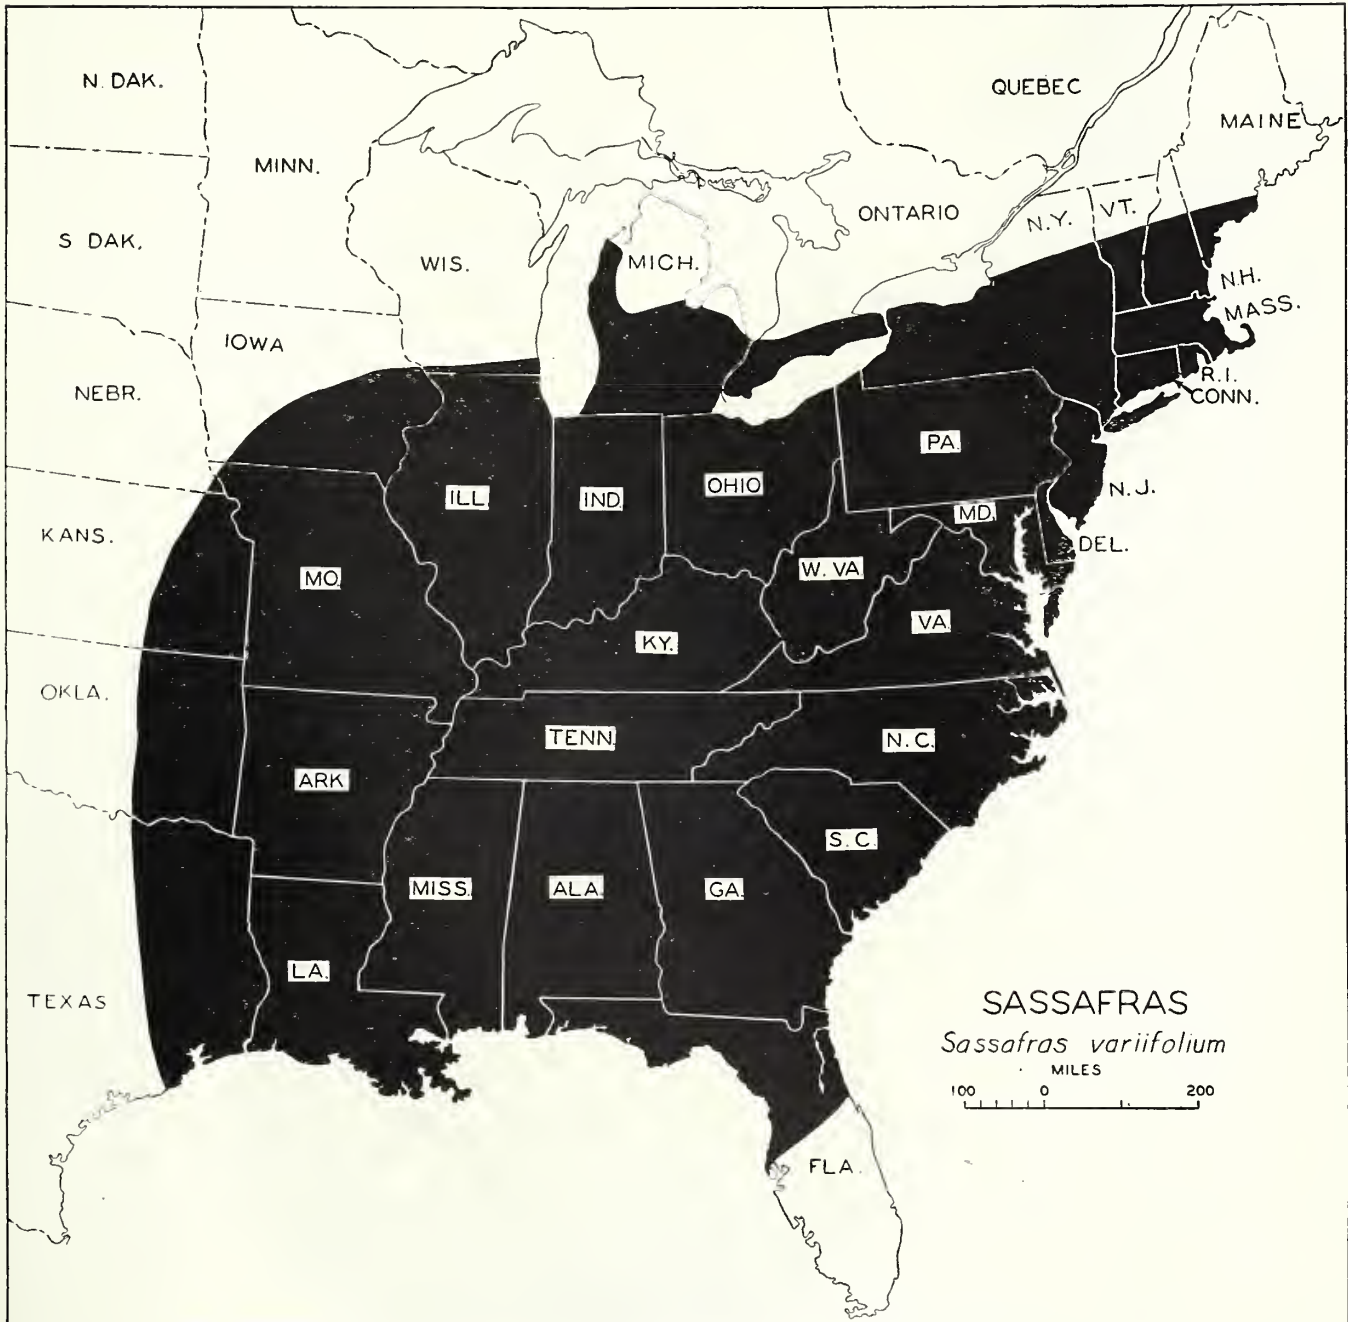 N. DAK.
QUEBEC
MAINE
MINN.
ONTARIO
N.Y.
VT.
S DAK.
WIS.
MICH.
N.H.
MASS.
IOWA
R.I.
CONN.
NEBR.
PA.
ILL.
IND.
OHIO
N.J.
MD.
KANS.
DEL.
MO.
W. VA
VA.
KY.
OKLA.
TENN.
N.C.
ARK
S.C.
MISS.
ALA.
GA.
LA.
TEXAS
SASSAFRAS
Sassafras variifolium
MILES
100 0 200
FLA.